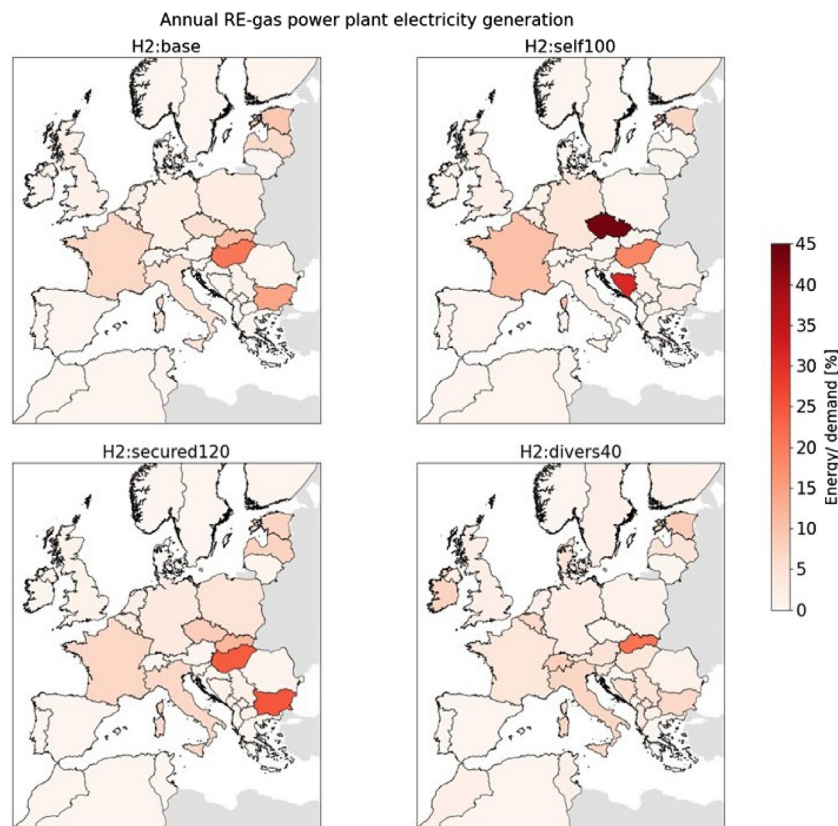 Annual RE-gas power plant electricity generation
H2:base
H2:self100
H2:secured120
H2:divers40
45
40
35
30
25
20
15
10
5
0
Energy/ demand [%]